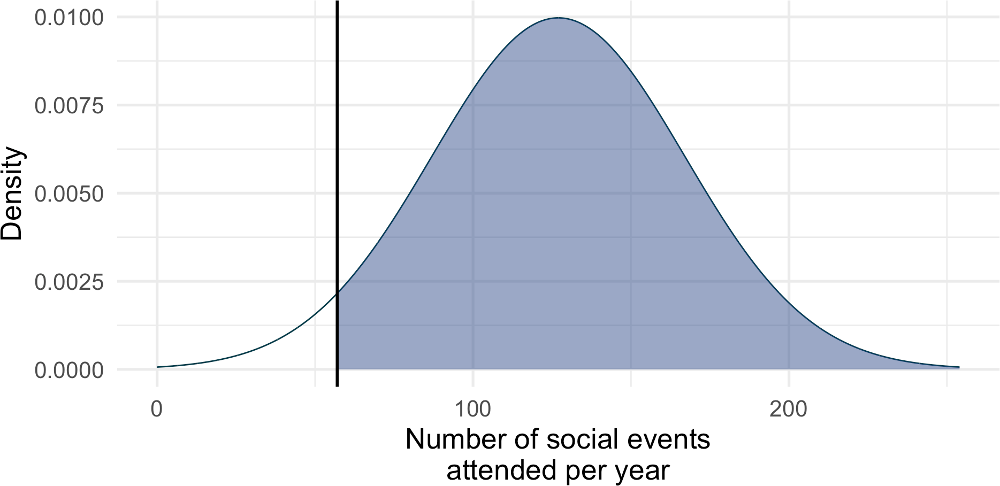 0.0100
0.0075
0.0050
0.0025
0.0000
Density
0 100 200
Number of social events
attended per year